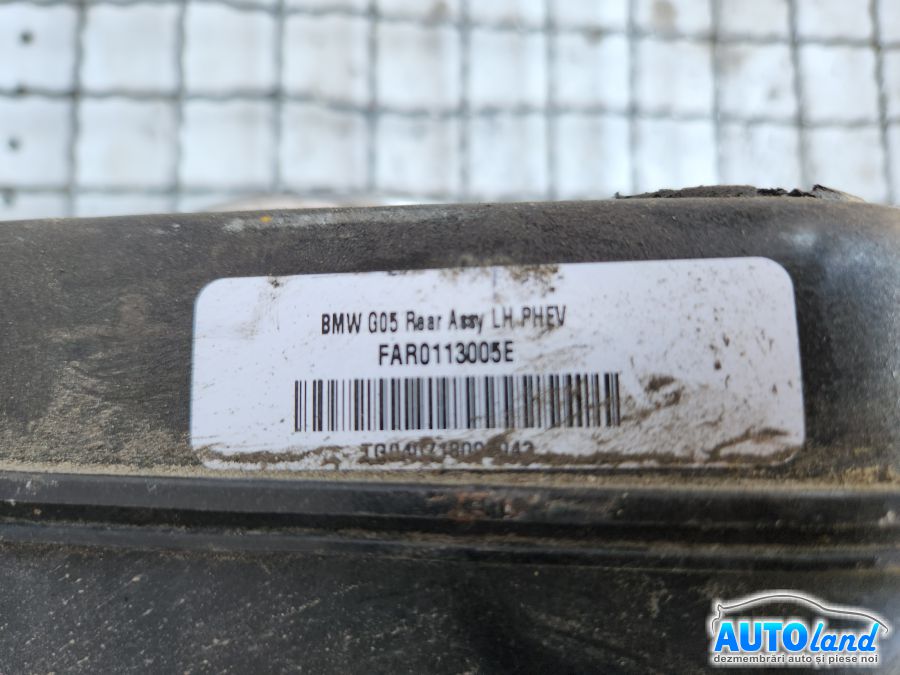 BMW G05 Rear Assy LH PHEV
FAR0113005E
AUTOland
dezmembrări auto și piese noi